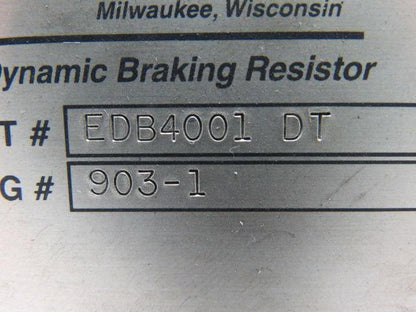 Milwaukee, Wisconsin
Dynamic Braking Resistor
T # EDB4001 DT
G # 903-1